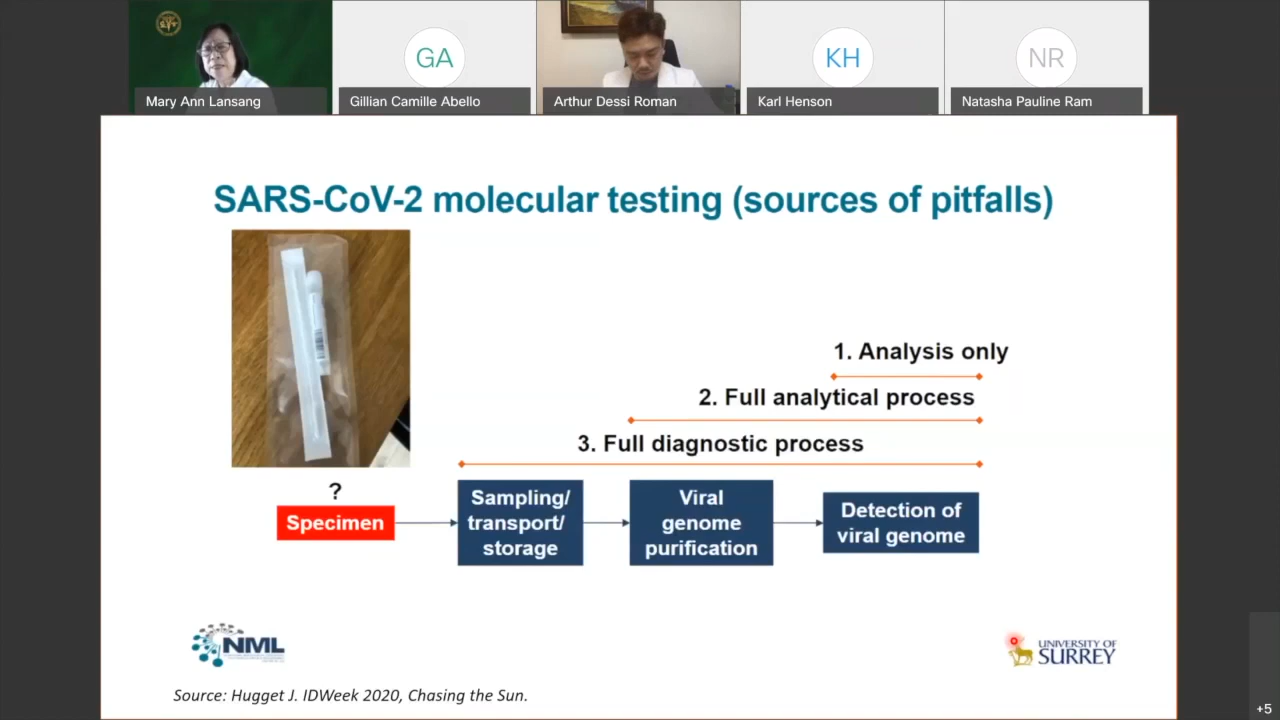 Mary Ann Lansang
GA
Gillian Camille Abello
Arthur Dessi Roman
KH
Karl Henson
NR
Natasha Pauline Ram
SARS-CoV-2 molecular testing (sources of pitfalls)
1. Analysis only
2. Full analytical process
3. Full diagnostic process
?
Specimen
Sampling/
transport/
storage
Viral
genome
purification
Detection of
viral genome
NML
UNIVERSITY OF
SURREY
Source: Hugget J. IDWeek 2020, Chasing the Sun.
+5